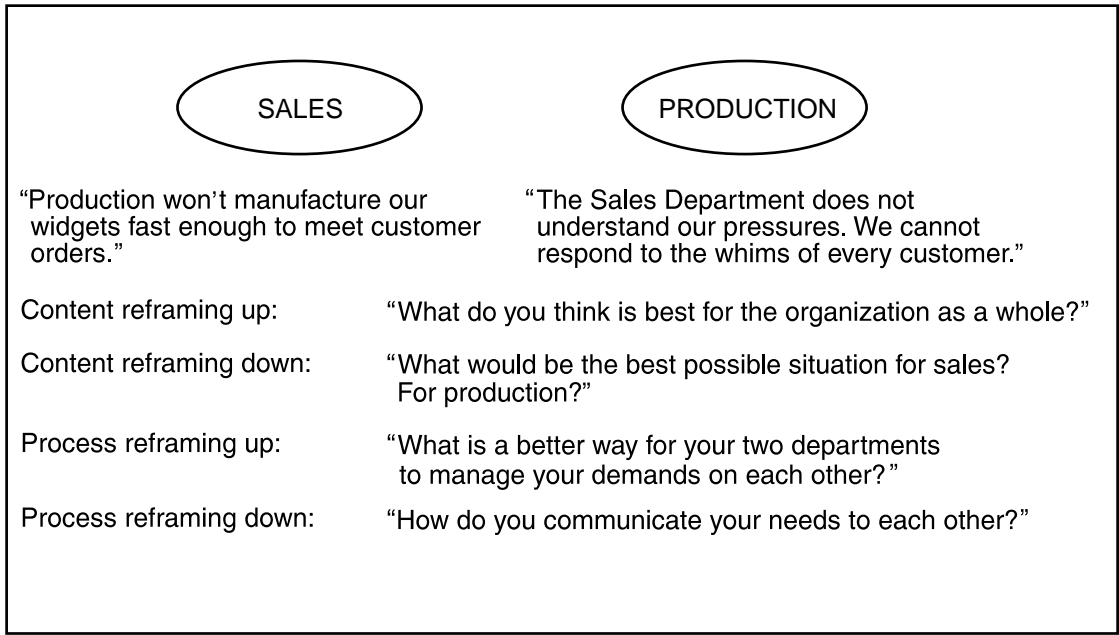 SALES
PRODUCTION
“Production won’t manufacture our
widgets fast enough to meet customer
orders.”
“The Sales Department does not
understand our pressures. We cannot
respond to the whims of every customer.”
Content reframing up:
“What do you think is best for the organization as a whole?”
Content reframing down:
“What would be the best possible situation for sales?
For production?”
Process reframing up:
“What is a better way for your two departments
to manage your demands on each other?”
Process reframing down:
“How do you communicate your needs to each other?”